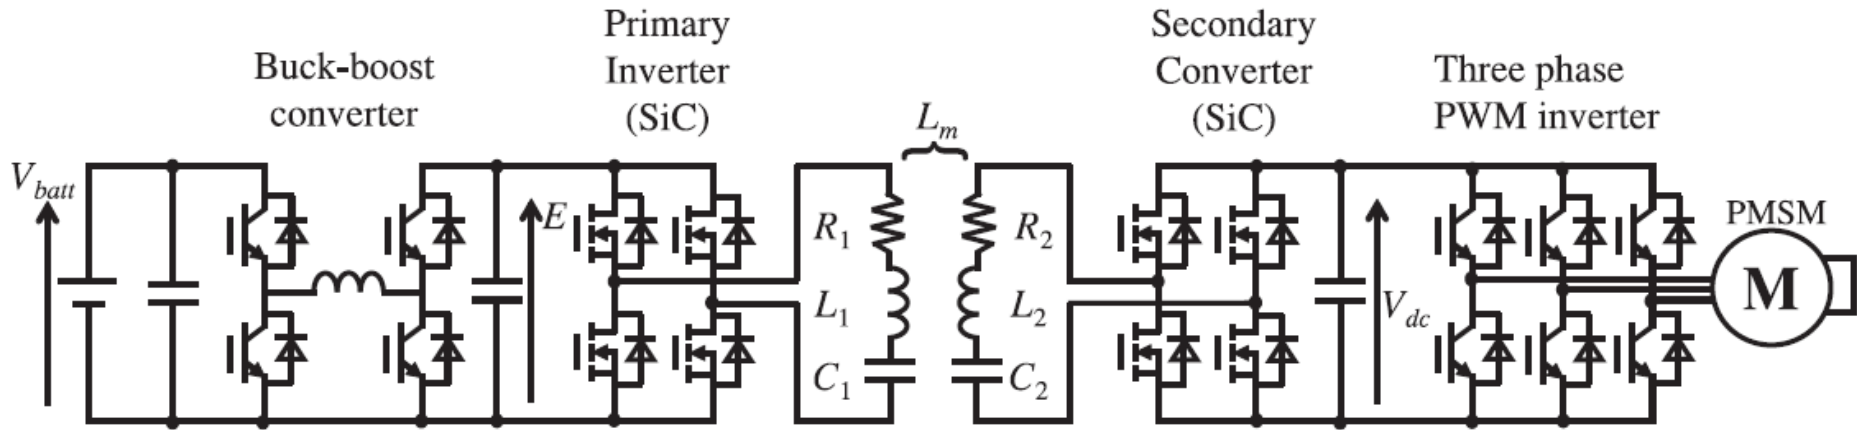 Buck-boost
converter
Primary
Inverter
(SiC)
Secondary
Converter
(SiC)
Three phase
PWM inverter
V_batt
E
L_m
R_1
L_1
C_1
R_2
L_2
C_2
V_dc
PMSM
M